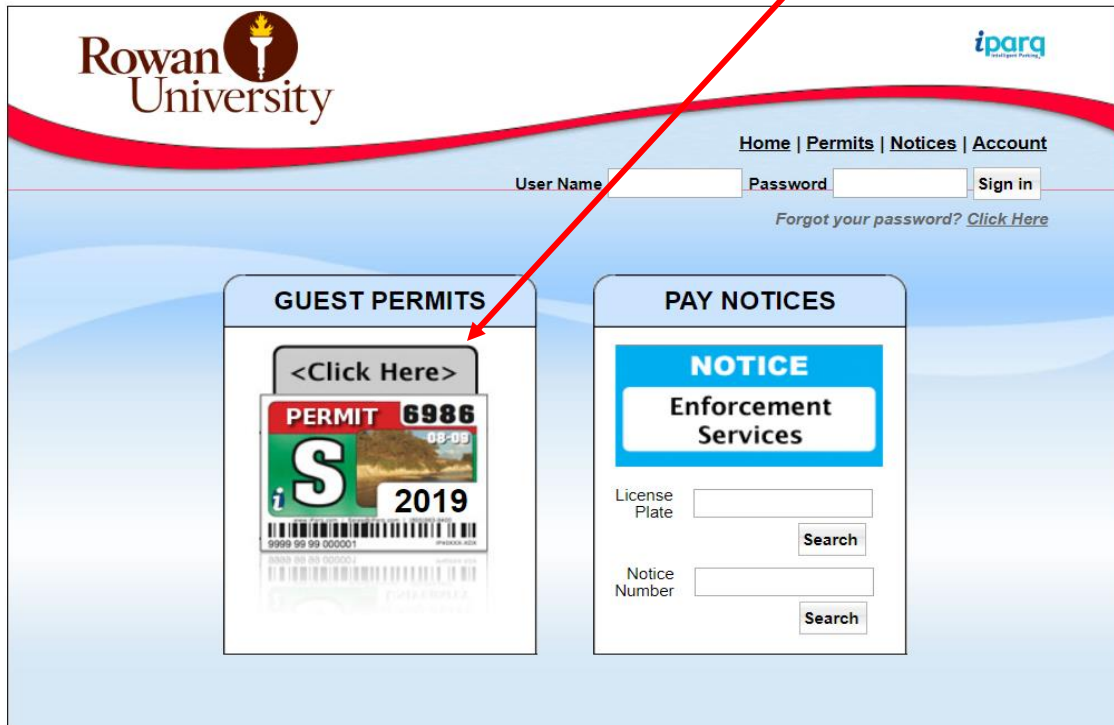 Rowan
University
iparq
Home | Permits | Notices | Account
User Name
Password
Sign in
Forgot your password? Click Here
GUEST PERMITS
<Click Here>
PERMIT 6986
08-09
S
i
2019
9999 99 99 000001
PAY NOTICES
NOTICE
Enforcement
Services
License
Plate
Search
Notice
Number
Search